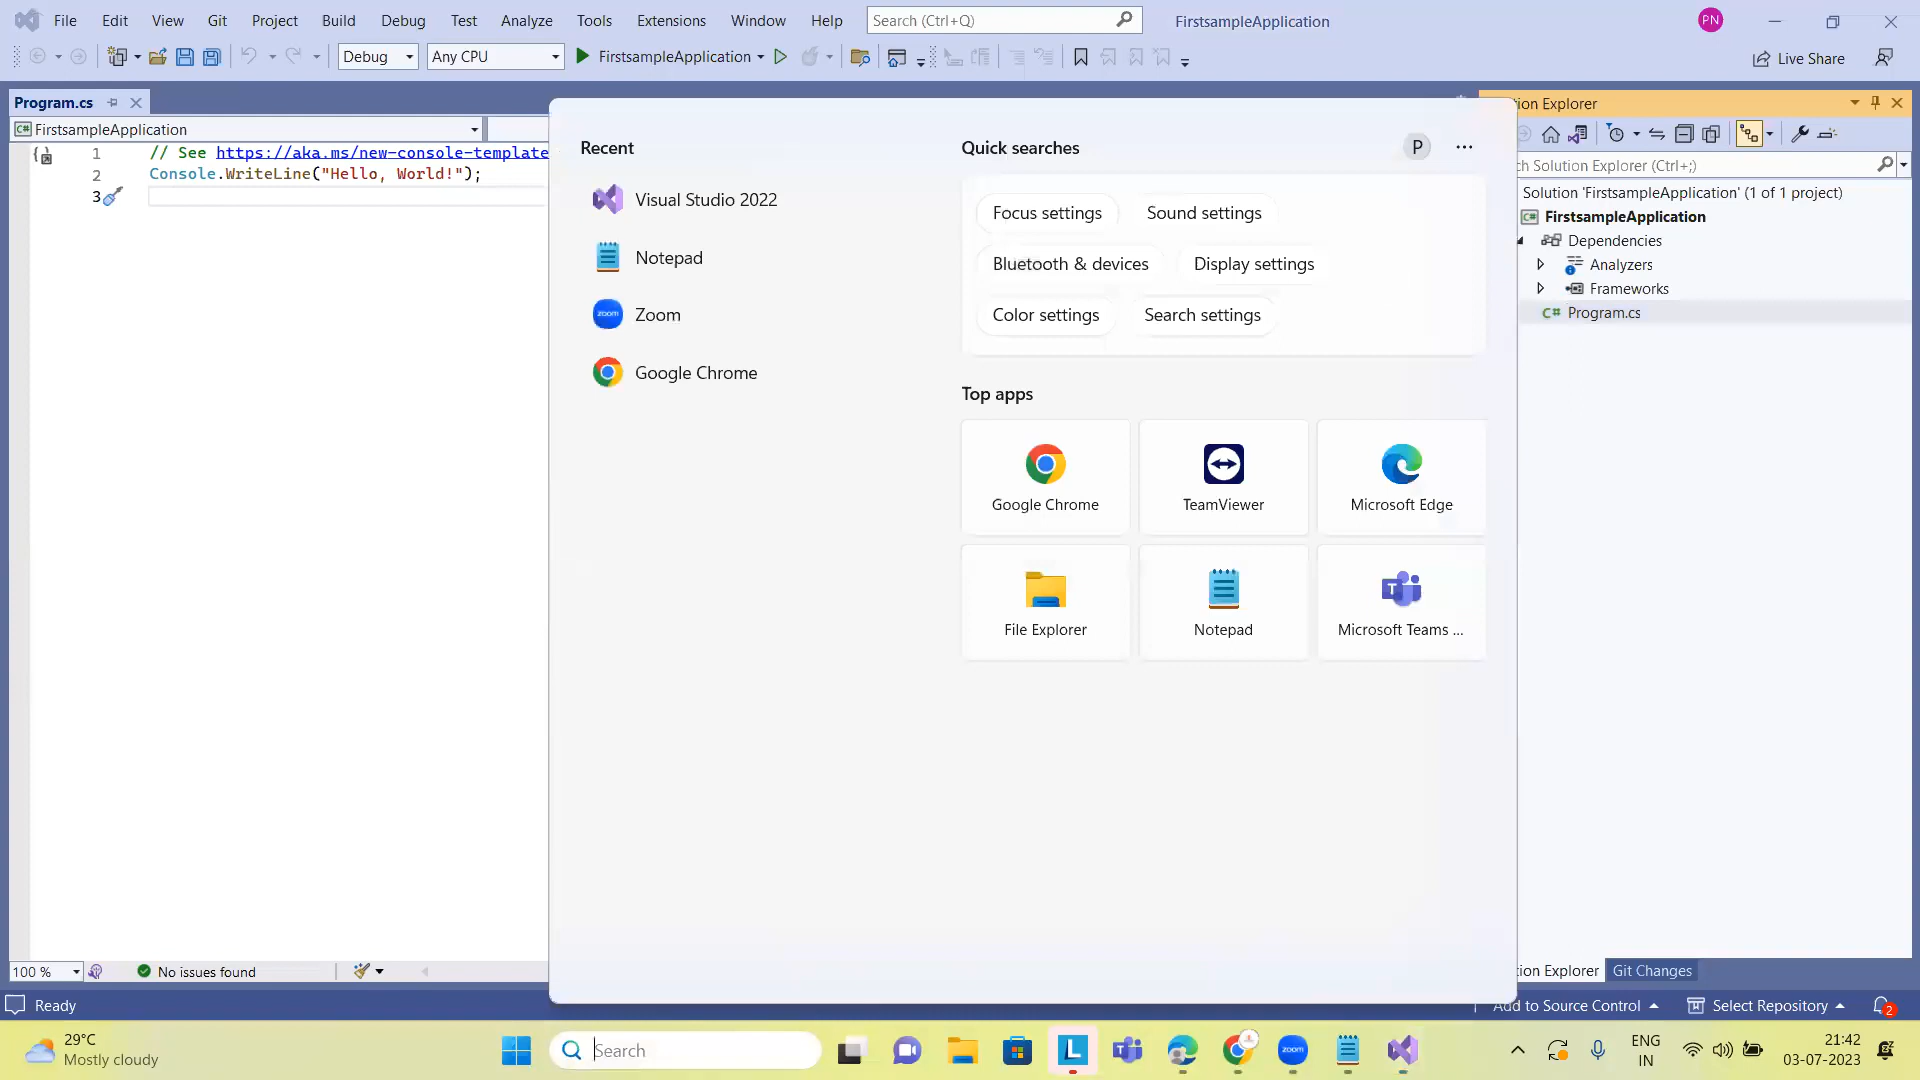 File Edit View Git Project Build Debug Test Analyze Tools Extensions Window Help Search (Ctrl+Q) FirstsampleApplication PN
Debug Any CPU FirstsampleApplication Live Share
Program.cs
FirstsampleApplication
1 // See https://aka.ms/new-console-template
2 Console.WriteLine("Hello, World!");
3
100 % No issues found
Recent
Visual Studio 2022
Notepad
zoom Zoom
Google Chrome
Quick searches P
Focus settings Sound settings
Bluetooth & devices Display settings
Color settings Search settings
Top apps
Google Chrome TeamViewer Microsoft Edge
File Explorer Notepad Microsoft Teams ...
tion Explorer
ch Solution Explorer (Ctrl+;)
Solution 'FirstsampleApplication' (1 of 1 project)
C# FirstsampleApplication
Dependencies
Analyzers
Frameworks
C# Program.cs
tion Explorer Git Changes
Ready Add to Source Control Select Repository 2
29°C
Mostly cloudy
Search
L
zoom
ENG
IN
21:42
03-07-2023